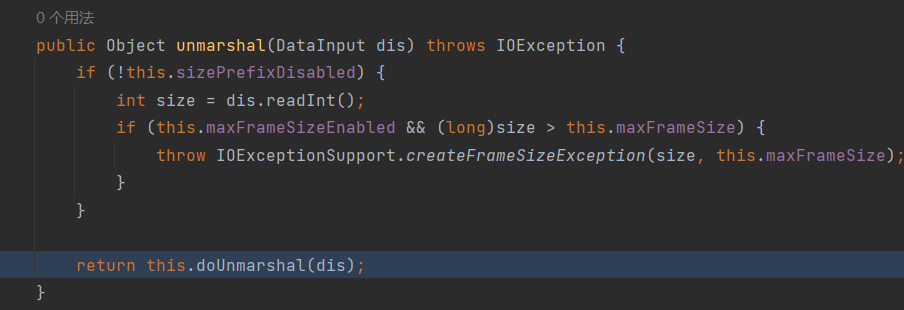 0 个用法
public Object unmarshal(DataInput dis) throws IOException {
if (!this.sizePrefixDisabled) {
int size = dis.readInt();
if (this.maxFrameSizeEnabled && (long)size > this.maxFrameSize) {
throw IOExceptionSupport.createFrameSizeException(size, this.maxFrameSize);
}
}
return this.doUnmarshal(dis);
}